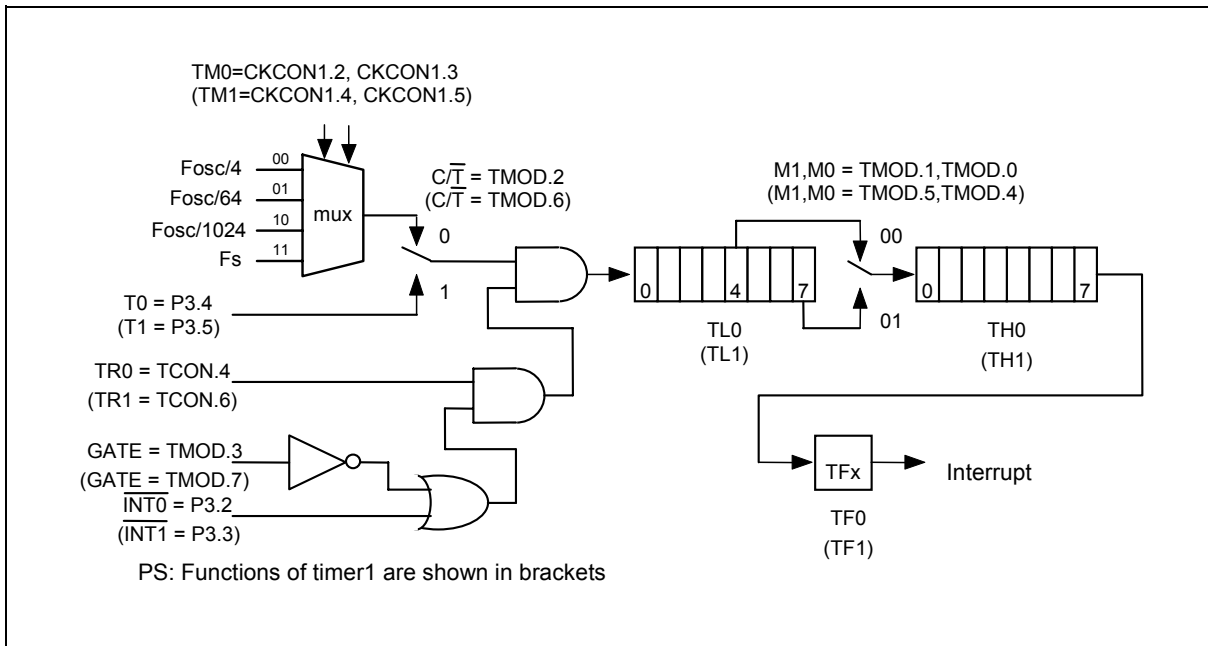 TM0=CKCON1.2, CKCON1.3
(TM1=CKCON1.4, CKCON1.5)
Fosc/4 00
Fosc/64 01
Fosc/1024 10
Fs 11
mux
C/T̅ = TMOD.2
(C/T̅ = TMOD.6)
0
1
T0 = P3.4
(T1 = P3.5)
TR0 = TCON.4
(TR1 = TCON.6)
GATE = TMOD.3
(GATE = TMOD.7)
I̅N̅T̅0̅ = P3.2
(I̅N̅T̅1̅ = P3.3)
M1,M0 = TMOD.1,TMOD.0
(M1,M0 = TMOD.5,TMOD.4)
00
01
0 4 7
TL0
(TL1)
0 7
TH0
(TH1)
TFx
Interrupt
TF0
(TF1)
PS: Functions of timer1 are shown in brackets